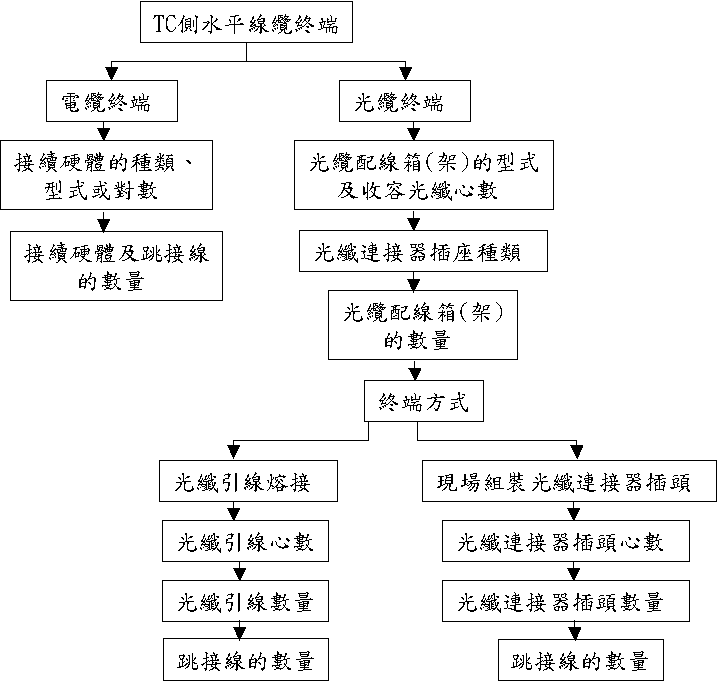 TC側水平線纜終端
電纜終端
光纜終端
接續硬體的種類、
型式或對數
光纜配線箱(架)的型式
及收容光纖心數
接續硬體及跳接線
的數量
光纖連接器插座種類
光纜配線箱(架)
的數量
終端方式
光纖引線熔接
現場組裝光纖連接器插頭
光纖引線心數
光纖連接器插頭心數
光纖引線數量
光纖連接器插頭數量
跳接線的數量
跳接線的數量